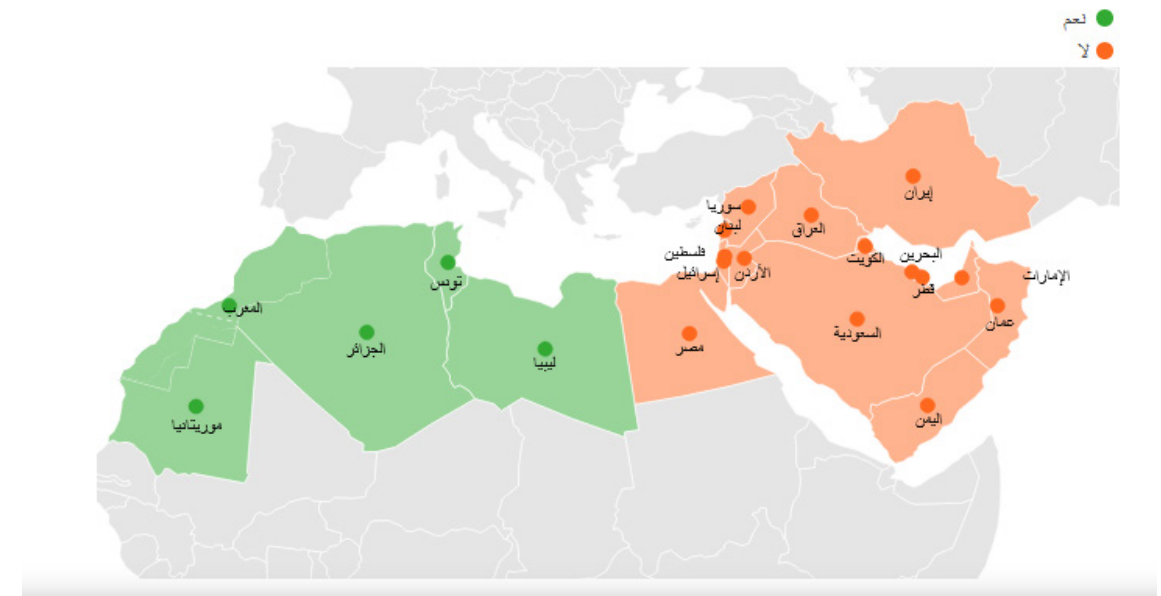 نعم
لا
إيران
سوريا
لبنان
العراق
فلسطين
إسرائيل
الأردن
الكويت
البحرين
قطر
الإمارات
عمان
السعودية
اليمن
مصر
ليبيا
تونس
الجزائر
المغرب
موريتانيا